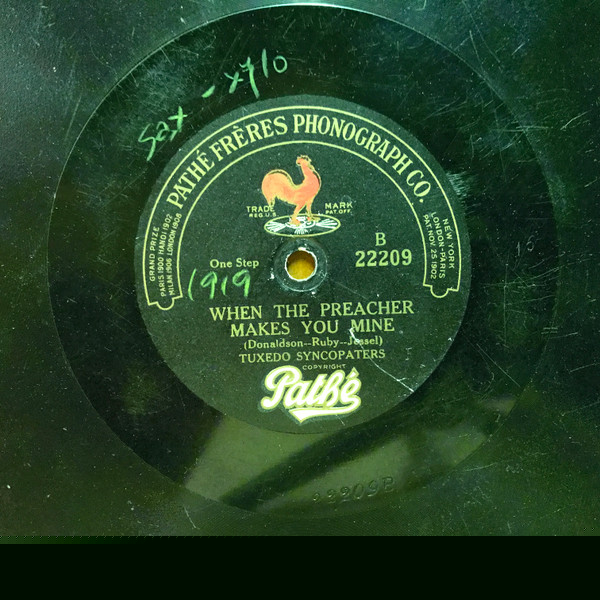 Sax - xylo
PATHÉ FRÈRES PHONOGRAPH CO.
TRADE MARK
REG. U.S. PAT. OFF.
GRAND PRIZE
PARIS 1900 HANOI 1902
MILAN 1906 LONDON 1908
NEW YORK
LONDON-PARIS
PAT. NOV. 25 1902
B
One Step 22209
1919
WHEN THE PREACHER
MAKES YOU MINE
(Donaldson--Ruby--Jessel)
TUXEDO SYNCOPATERS
COPYRIGHT
Pathé